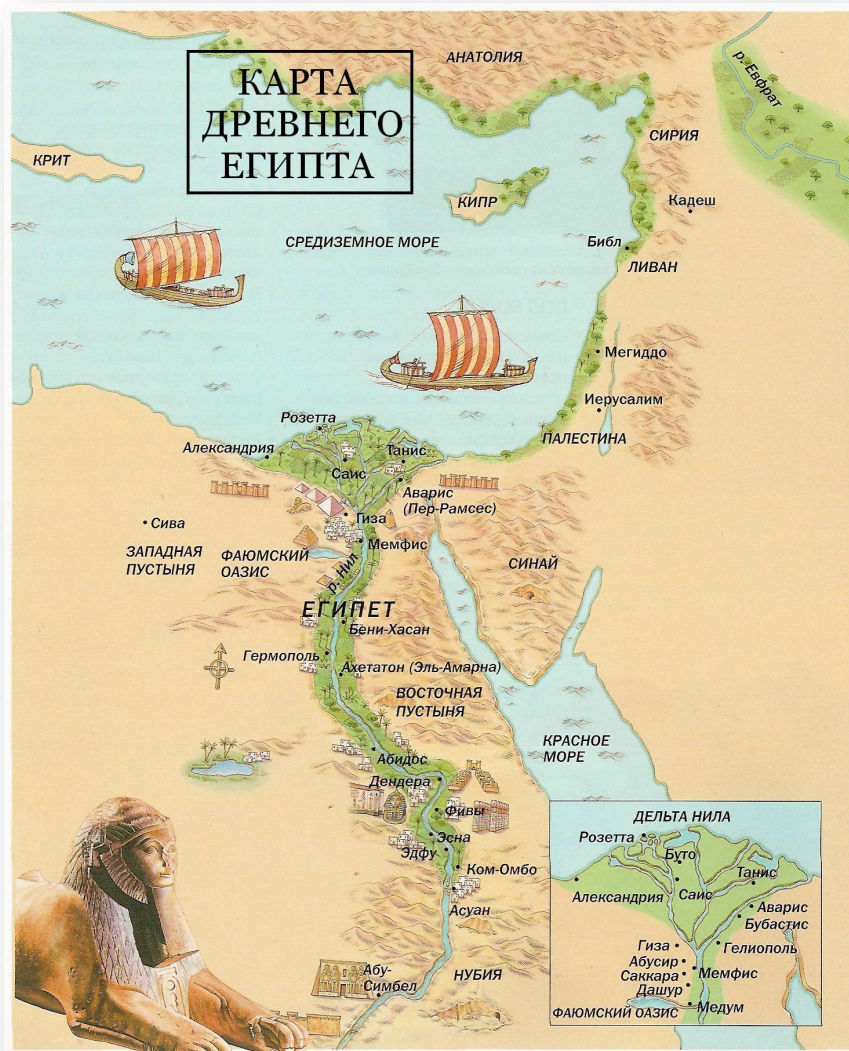 КАРТА
ДРЕВНЕГО
ЕГИПТА
АНАТОЛИЯ
р. Евфрат
СИРИЯ
КРИТ
КИПР
Кадеш
СРЕДИЗЕМНОЕ МОРЕ
Библ
ЛИВАН
Мегиддо
Иерусалим
ПАЛЕСТИНА
Розетта
Александрия
Танис
Саис
Аварис
(Пер-Рамсес)
Гиза
Сива
Мемфис
ЗАПАДНАЯ
ПУСТЫНЯ
ФАЮМСКИЙ
ОАЗИС
р. Нил
СИНАЙ
ЕГИПЕТ
Бени-Хасан
Гермополь
Ахетатон (Эль-Амарна)
ВОСТОЧНАЯ
ПУСТЫНЯ
КРАСНОЕ
МОРЕ
Абидос
Дендера
Фивы
Эсна
Эдфу
Ком-Омбо
Асуан
Абу-
Симбел
НУБИЯ
ДЕЛЬТА НИЛА
Розетта
Буто
Танис
Александрия
Саис
Аварис
Бубастис
Гиза
Гелиополь
Абусир
Саккара
Мемфис
Дашур
Медум
ФАЮМСКИЙ ОАЗИС